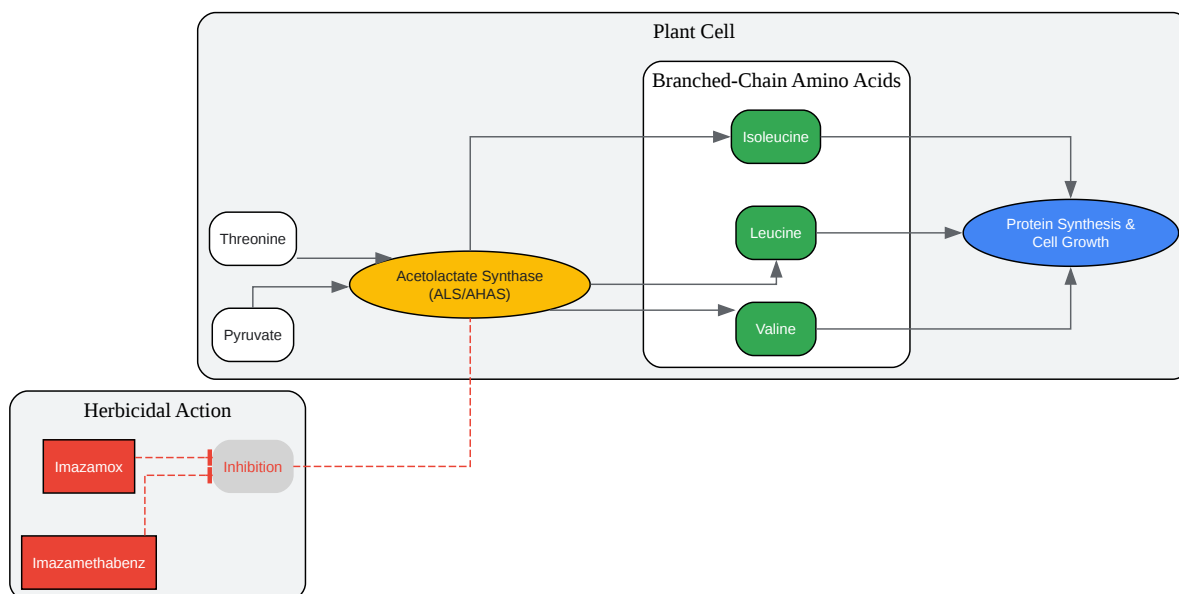 Plant Cell
Branched-Chain Amino Acids
Isoleucine
Threonine
Leucine
Protein Synthesis &
Cell Growth
Acetolactate Synthase
(ALS/AHAS)
Pyruvate
Valine
Herbicidal Action
Imazamox
Inhibition
Imazamethabenz